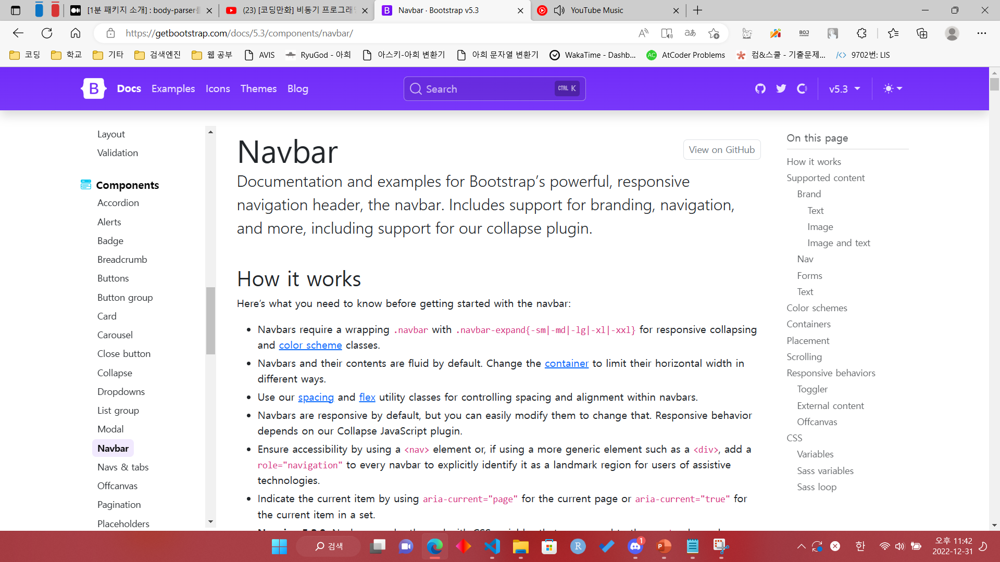 [1분 패키지 소개] : body-parser를
(23) [코딩만화] 비동기 프로그래밍
Navbar · Bootstrap v5.3
YouTube Music
https://getbootstrap.com/docs/5.3/components/navbar/
코딩
학교
기타
검색엔진
웹 공부
AVIS
RyuGod - 아희
아스키-아희 변환기
아희 문자열 변환기
WakaTime - Dashb...
AtCoder Problems
컴&스쿨 - 기출문제...
9702번: LIS
B
Docs
Examples
Icons
Themes
Blog
Search
CTRL K
v5.3
Layout
Validation
Components
Accordion
Alerts
Badge
Breadcrumb
Buttons
Button group
Card
Carousel
Close button
Collapse
Dropdowns
List group
Modal
Navbar
Navs & tabs
Offcanvas
Pagination
Placeholders
Navbar
View on GitHub
Documentation and examples for Bootstrap’s powerful, responsive
navigation header, the navbar. Includes support for branding, navigation,
and more, including support for our collapse plugin.
How it works
Here’s what you need to know before getting started with the navbar:
• Navbars require a wrapping .navbar with .navbar-expand{-sm|-md|-lg|-xl|-xxl} for responsive collapsing
and color scheme classes.
• Navbars and their contents are fluid by default. Change the container to limit their horizontal width in
different ways.
• Use our spacing and flex utility classes for controlling spacing and alignment within navbars.
• Navbars are responsive by default, but you can easily modify them to change that. Responsive behavior
depends on our Collapse JavaScript plugin.
• Ensure accessibility by using a <nav> element or, if using a more generic element such as a <div>, add a
role="navigation" to every navbar to explicitly identify it as a landmark region for users of assistive
technologies.
• Indicate the current item by using aria-current="page" for the current page or aria-current="true" for
the current item in a set.
On this page
How it works
Supported content
Brand
Text
Image
Image and text
Nav
Forms
Text
Color schemes
Containers
Placement
Scrolling
Responsive behaviors
Toggler
External content
Offcanvas
CSS
Variables
Sass variables
Sass loop
검색
1
한
오후 11:42
2022-12-31